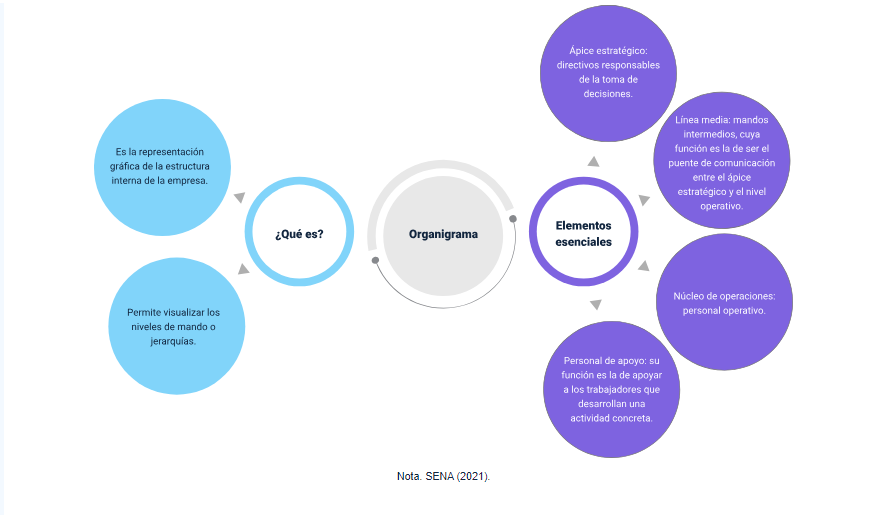 Es la representación
gráfica de la estructura
interna de la empresa.
Permite visualizar los
niveles de mando o
jerarquías.
¿Qué es?
Organigrama
Elementos
esenciales
Ápice estratégico:
directivos responsables
de la toma de
decisiones.
Línea media: mandos
intermedios, cuya
función es la de ser el
puente de comunicación
entre el ápice
estratégico y el nivel
operativo.
Núcleo de operaciones:
personal operativo.
Personal de apoyo: su
función es la de apoyar
a los trabajadores que
desarrollan una
actividad concreta.
Nota. SENA (2021).